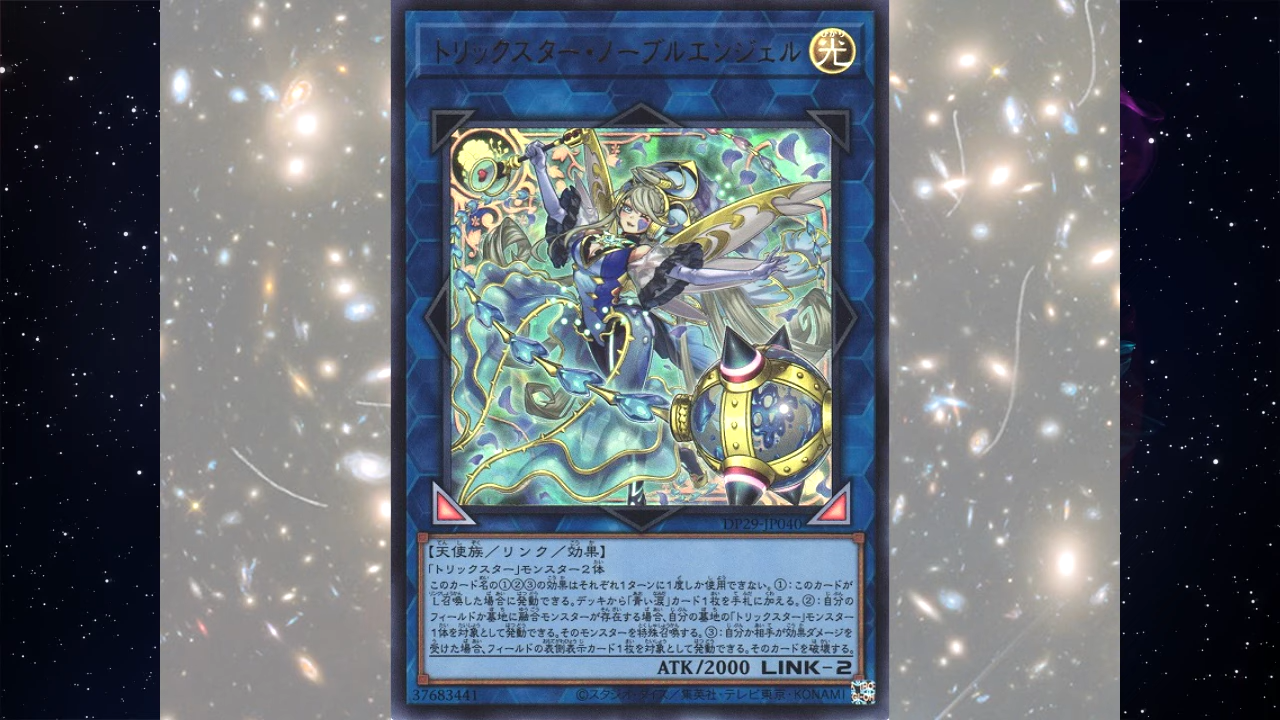 トリックスター・ノーブルエンジェル
光
DP29-JP040
【天使族/リンク/効果】
「トリックスター」モンスター2体
このカード名の①②③の効果はそれぞれ1ターンに1度しか使用できない。①:このカードが
L召喚した場合に発動できる。デッキから「青い涙」カード1枚を手札に加える。②:自分の
フィールドか墓地に融合モンスターが存在する場合、自分の墓地の「トリックスター」モンスター
1体を対象として発動できる。そのモンスターを特殊召喚する。③:自分か相手が効果ダメージを
受けた場合、フィールドの表側表示カード1枚を対象として発動できる。そのカードを破壊する。
ATK/2000 LINK-2
37683441
©スタジオ・ダイス/集英社・テレビ東京・KONAMI